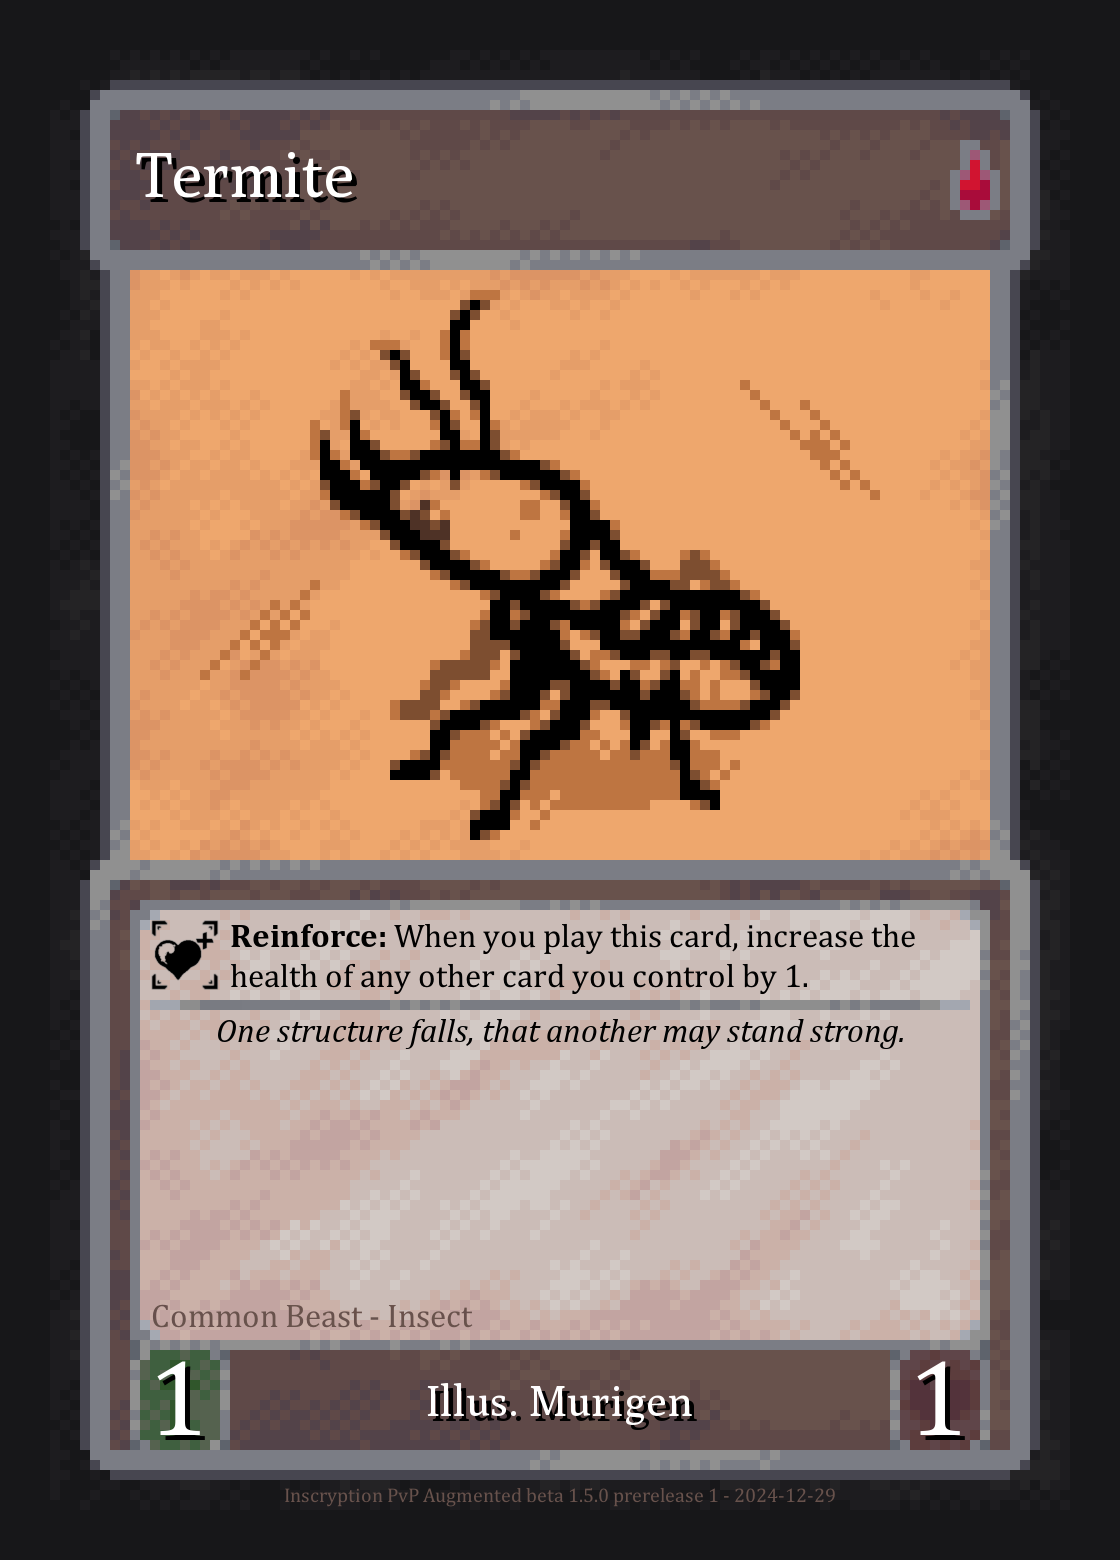 Termite
Reinforce: When you play this card, increase the
health of any other card you control by 1.
One structure falls, that another may stand strong.
Common Beast - Insect
1
Illus. Murigen
1
Inscryption PvP Augmented beta 1.5.0 prerelease 1 - 2024-12-29